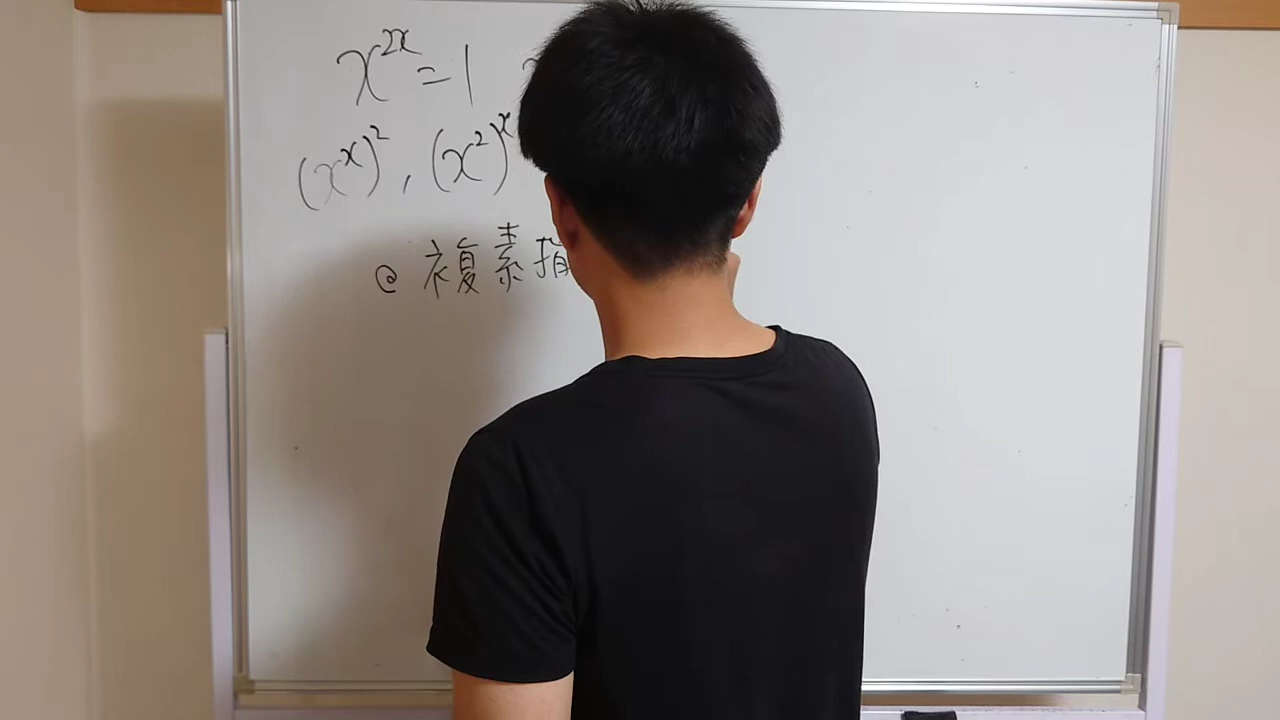 x^{2x} = 1
(x^x)^2 , (x^2)^x
@ 複素指